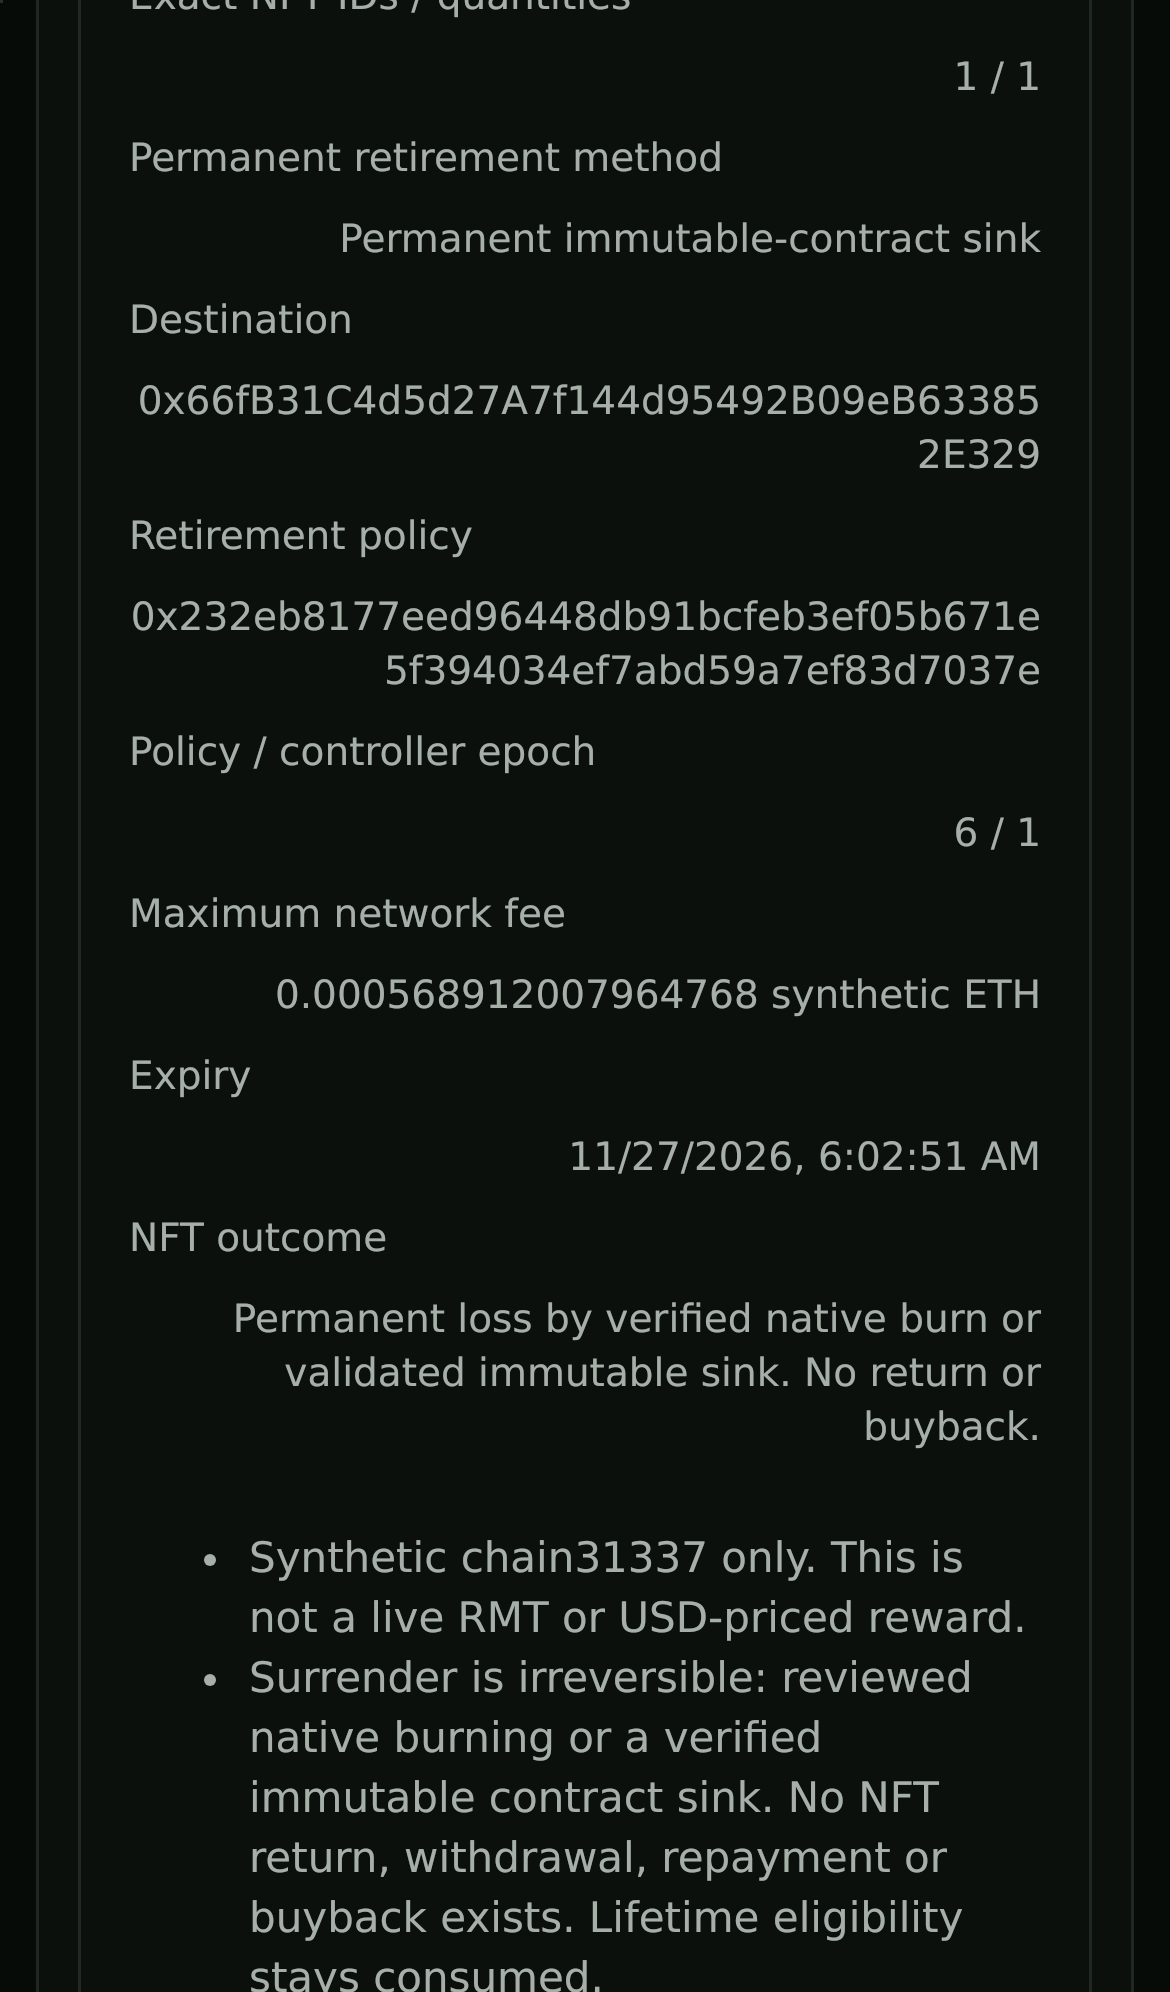 Exact NFT IDs / quantities
1 / 1
Permanent retirement method
Permanent immutable-contract sink
Destination
0x66fB31C4d5d27A7f144d95492B09eB63385
2E329
Retirement policy
0x232eb8177eed96448db91bcfeb3ef05b671e
5f394034ef7abd59a7ef83d7037e
Policy / controller epoch
6 / 1
Maximum network fee
0.000568912007964768 synthetic ETH
Expiry
11/27/2026, 6:02:51 AM
NFT outcome
Permanent loss by verified native burn or
validated immutable sink. No return or
buyback.
• Synthetic chain31337 only. This is
not a live RMT or USD-priced reward.
• Surrender is irreversible: reviewed
native burning or a verified
immutable contract sink. No NFT
return, withdrawal, repayment or
buyback exists. Lifetime eligibility
stays consumed.